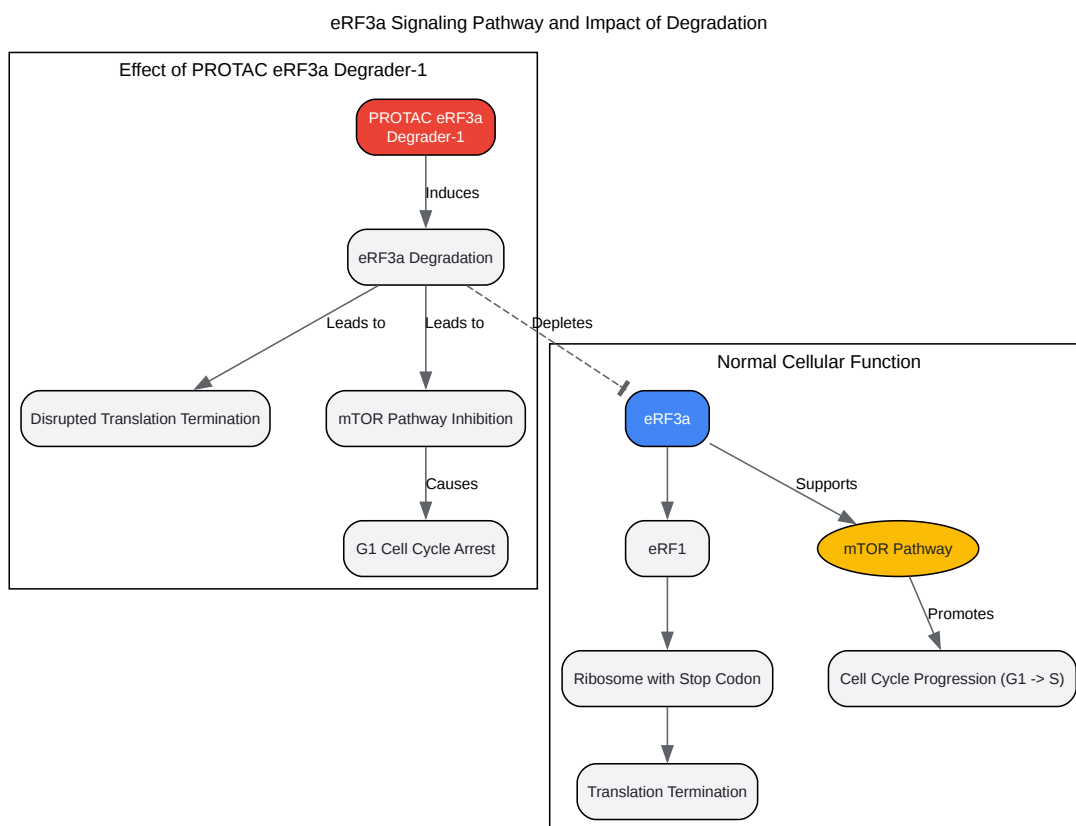 eRF3a Signaling Pathway and Impact of Degradation
Effect of PROTAC eRF3a Degrader-1
PROTAC eRF3a
Degrader-1
Induces
eRF3a Degradation
Leads to
Leads to
Depletes
Disrupted Translation Termination
mTOR Pathway Inhibition
Causes
G1 Cell Cycle Arrest
Normal Cellular Function
eRF3a
Supports
eRF1
mTOR Pathway
Promotes
Ribosome with Stop Codon
Cell Cycle Progression (G1 -> S)
Translation Termination